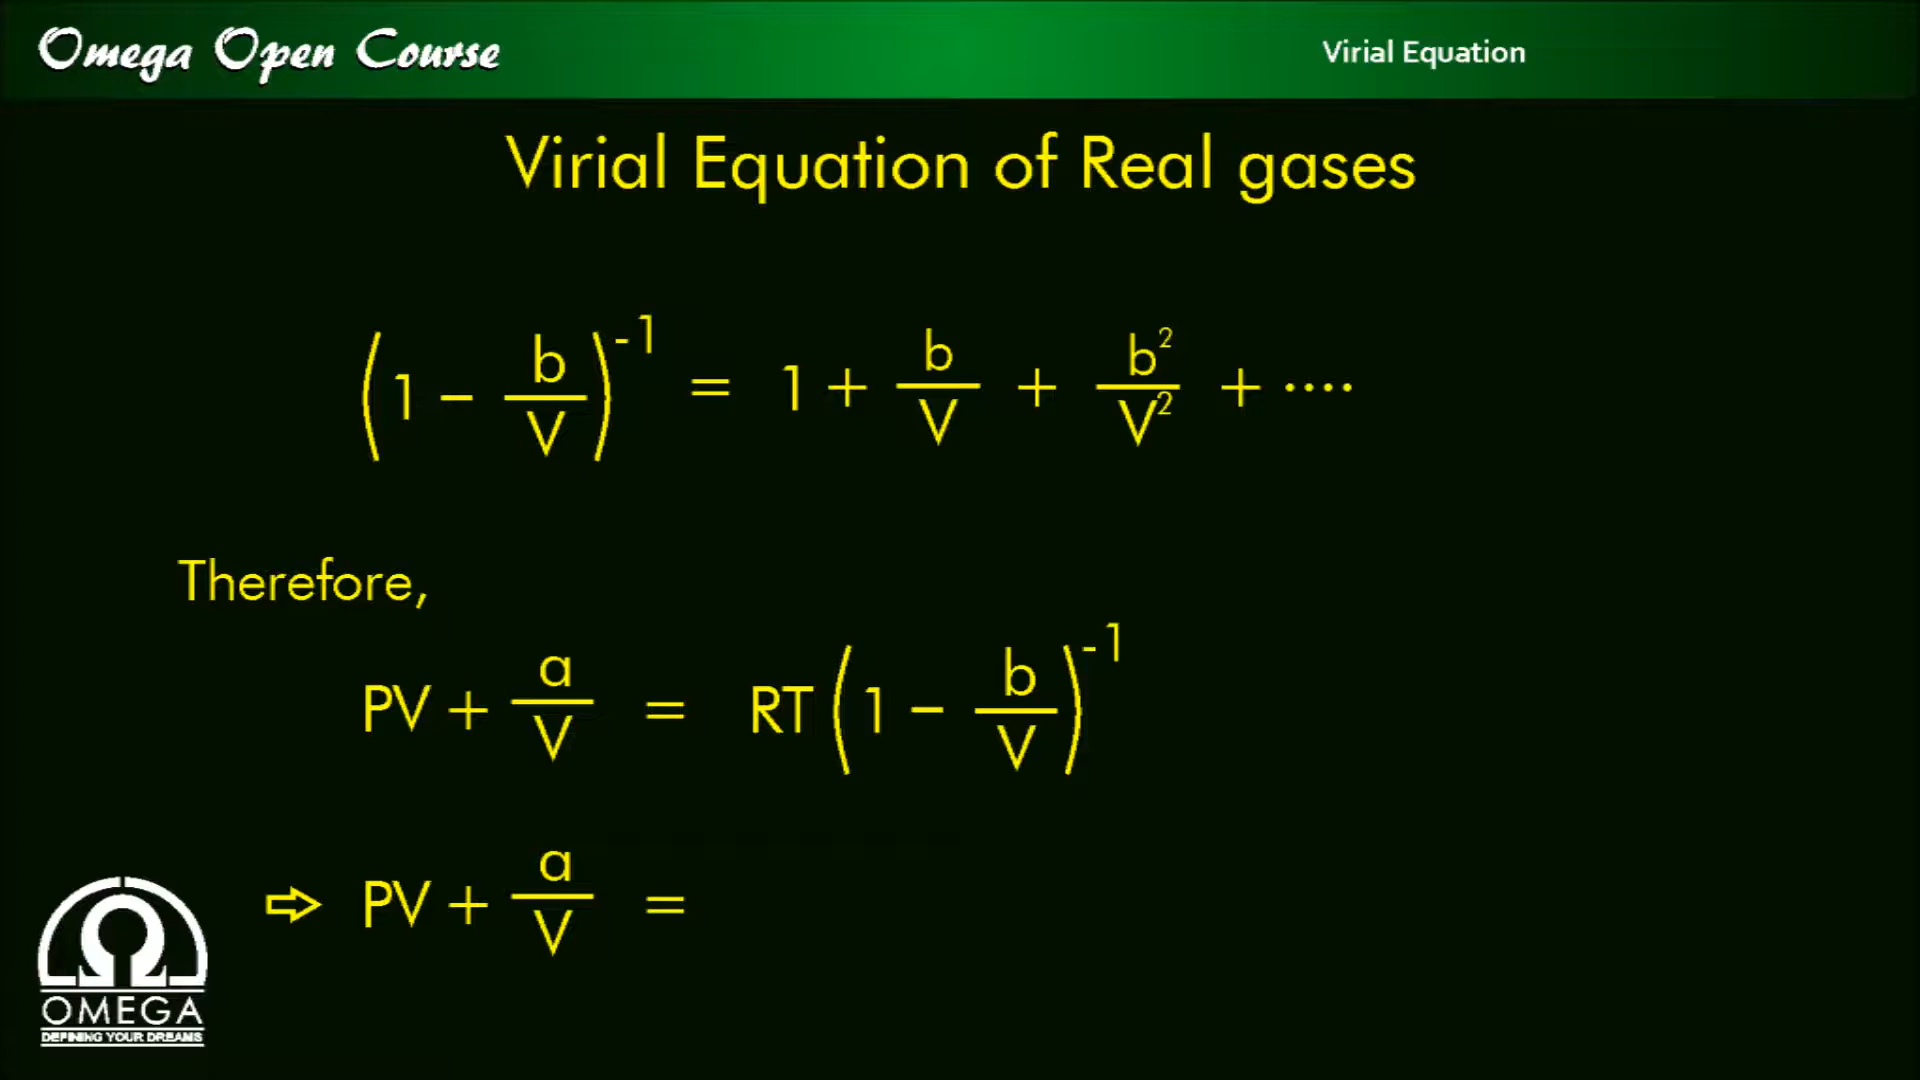 Omega Open Course
Virial Equation
Virial Equation of Real gases
(1 - b/V)^-1 = 1 + b/V + b²/V² + ····
Therefore,
PV + a/V = RT (1 - b/V)^-1
⇨ PV + a/V =
OMEGA
DEFINING YOUR DREAMS